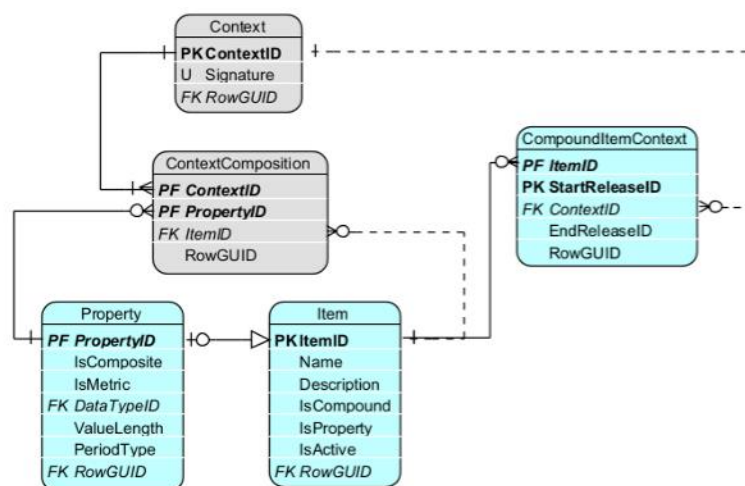 Context
PK ContextID
U Signature
FK RowGUID
ContextComposition
PF ContextID
PF PropertyID
FK ItemID
RowGUID
CompoundItemContext
PF ItemID
PK StartReleaseID
FK ContextID
EndReleaseID
RowGUID
Property
PF PropertyID
IsComposite
IsMetric
FK DataTypeID
ValueLength
PeriodType
FK RowGUID
Item
PK ItemID
Name
Description
IsCompound
IsProperty
IsActive
FK RowGUID